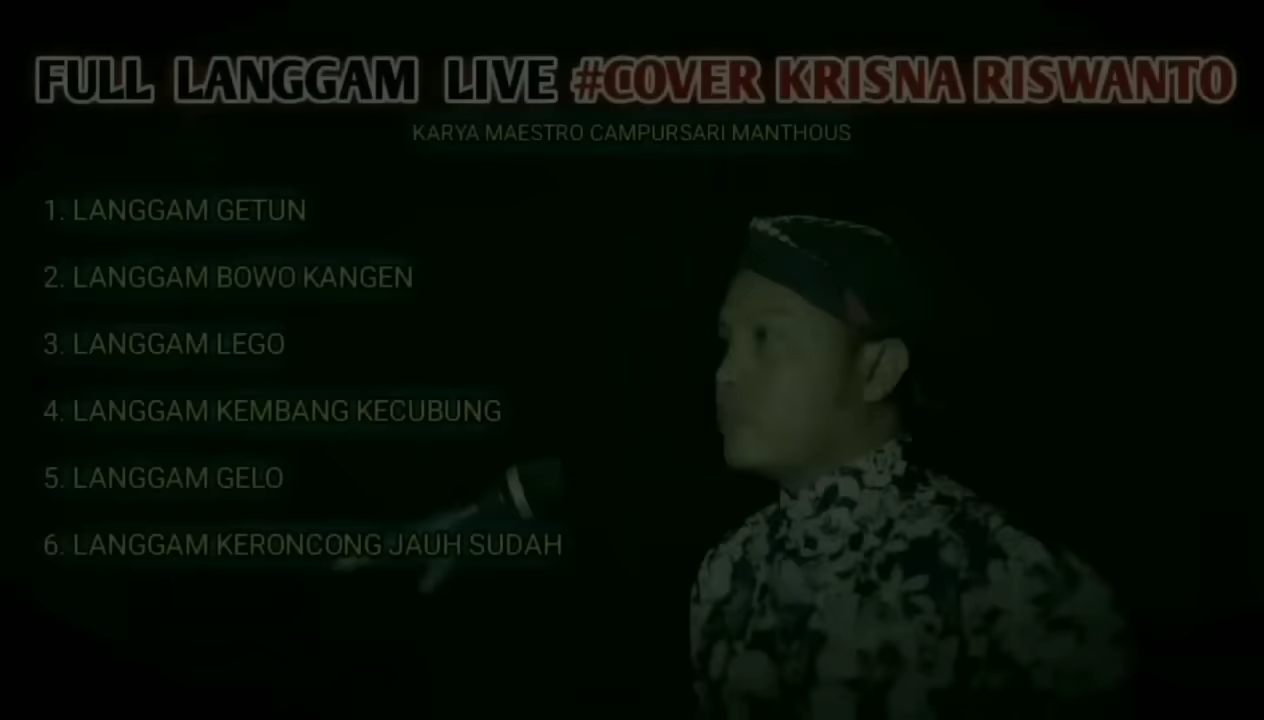 FULL LANGGAM LIVE #COVER KRISNA RISWANTO
KARYA MAESTRO CAMPURSARI MANTHOUS
1. LANGGAM GETUN
2. LANGGAM BOWO KANGEN
3. LANGGAM LEGO
4. LANGGAM KEMBANG KECUBUNG
5. LANGGAM GELO
6. LANGGAM KERONCONG JAUH SUDAH